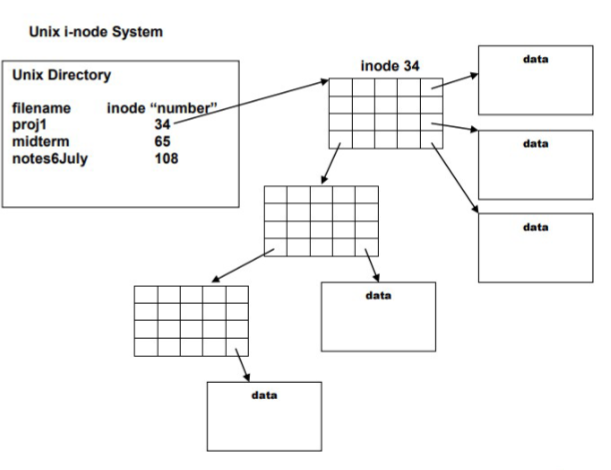 Unix i-node System
Unix Directory
filename inode “number”
proj1 34
midterm 65
notes6July 108
inode 34
data
data
data
data
data